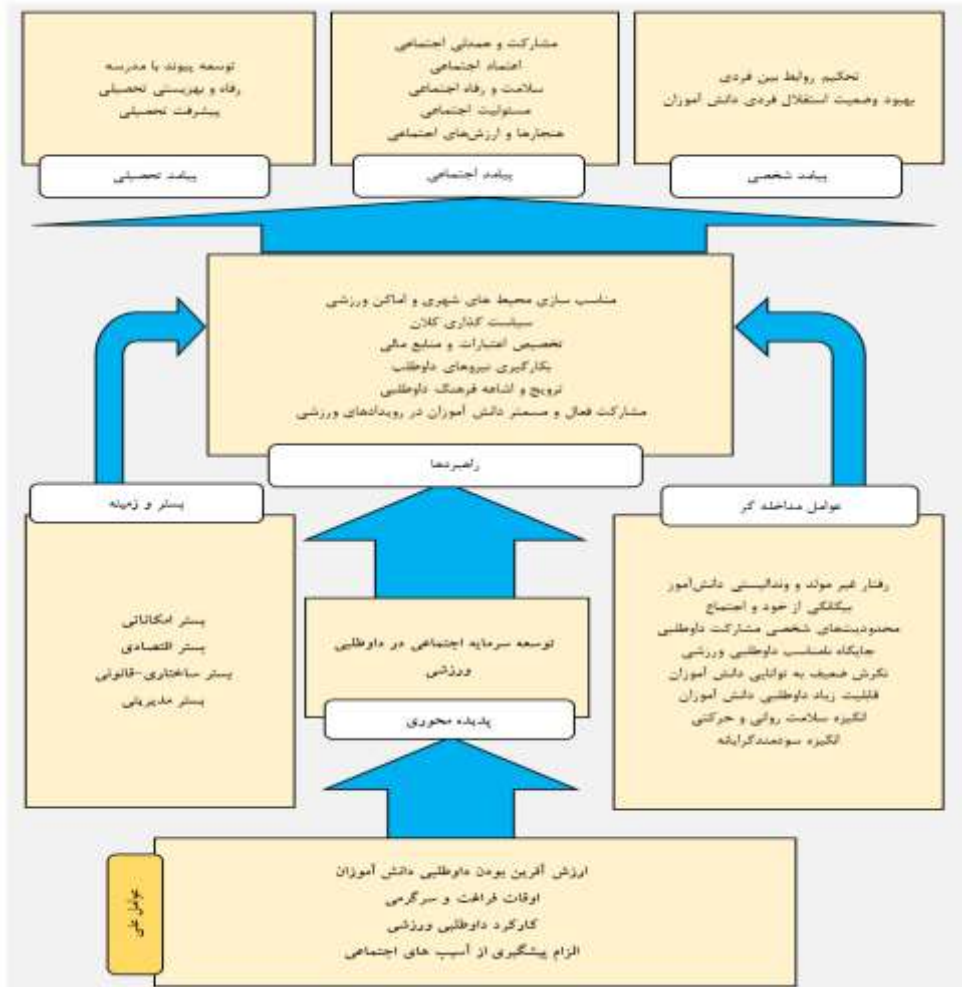 تحکیم روابط بین فردی
بهبود وضعیت استقلال فردی دانش آموزان
پیامد شخصی
مشارکت و همدلی اجتماعی
اعتماد اجتماعی
سلامت و رفاه اجتماعی
مسئولیت اجتماعی
هنجارها و ارزش‌های اجتماعی
پیامد اجتماعی
توسعه پیوند با مدرسه
رفاه و بهزیستی تحصیلی
پیشرفت تحصیلی
پیامد تحصیلی
مناسب سازی محیط های شهری و اماکن ورزشی
سیاست گذاری کلان
تخصیص اعتبارات و منابع مالی
بکارگیری نیروهای داوطلب
ترویج و اشاعه فرهنگ داوطلبی
مشارکت فعال و مسمتر دانش آموزان در رویدادهای ورزشی
راهبردها
عوامل مداخله گر
رفتار غیر مولد و وندالیستی دانش‌آموز
بیگانگی از خود و اجتماع
محدودیت‌های شخصی مشارکت داوطلبی
جایگاه نامناسب داوطلبی ورزشی
نگرش ضعیف به توانایی دانش آموزان
قابلیت زیاد داوطلبی دانش آموزان
انگیزه سلامت روانی و حرکتی
انگیزه سودمندگرایانه
توسعه سرمایه اجتماعی در داوطلبی
ورزشی
پدیده محوری
بستر و زمینه
بستر امکاناتی
بستر اقتصادی
بستر ساختاری-قانونی
بستر مدیریتی
ارزش آفرین بودن داوطلبی دانش آموزان
اوقات فراغت و سرگرمی
کارکرد داوطلبی ورزشی
الزام پیشگیری از آسیب های اجتماعی
عوامل علی